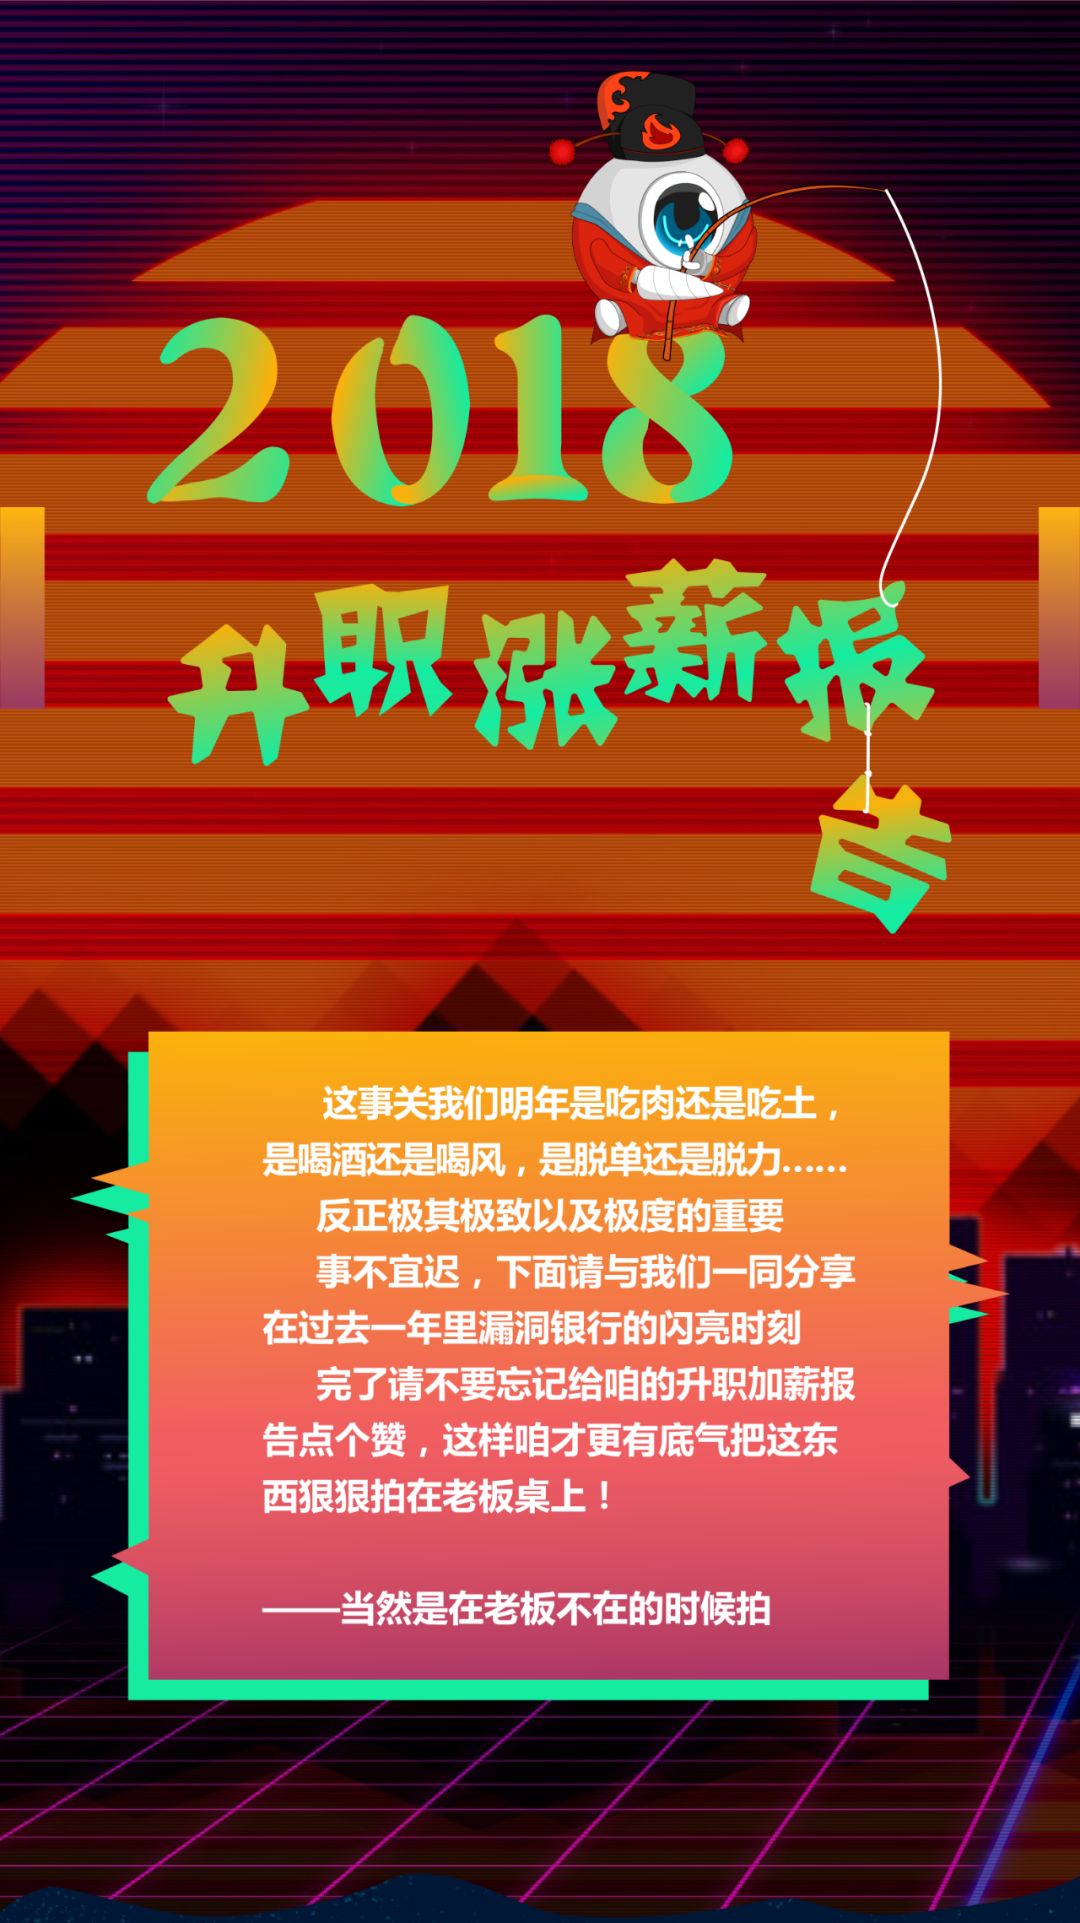 2018
升职涨薪报告
这事关我们明年是吃肉还是吃土，
是喝酒还是喝风，是脱单还是脱力......
反正极其极致以及极度的重要
事不宜迟，下面请与我们一同分享
在过去一年里漏洞银行的闪亮时刻
完了请不要忘记给咱的升职加薪报
告点个赞，这样咱才更有底气把这东
西狠狠拍在老板桌上！
——当然是在老板不在的时候拍